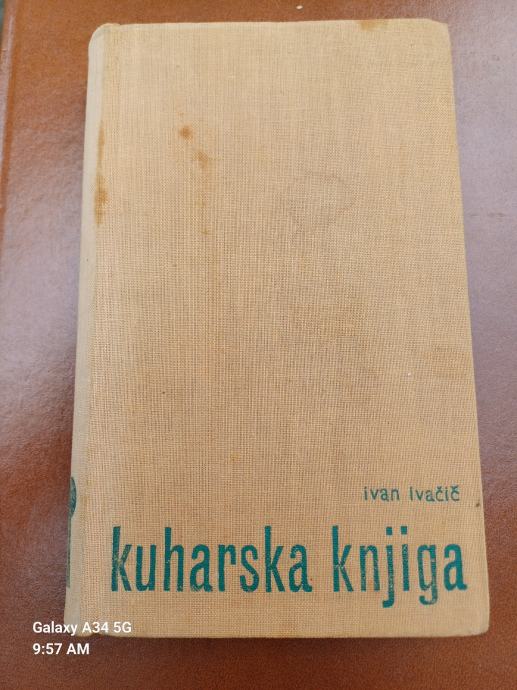 ivan ivačič
kuharska knjiga
Galaxy A34 5G
9:57 AM